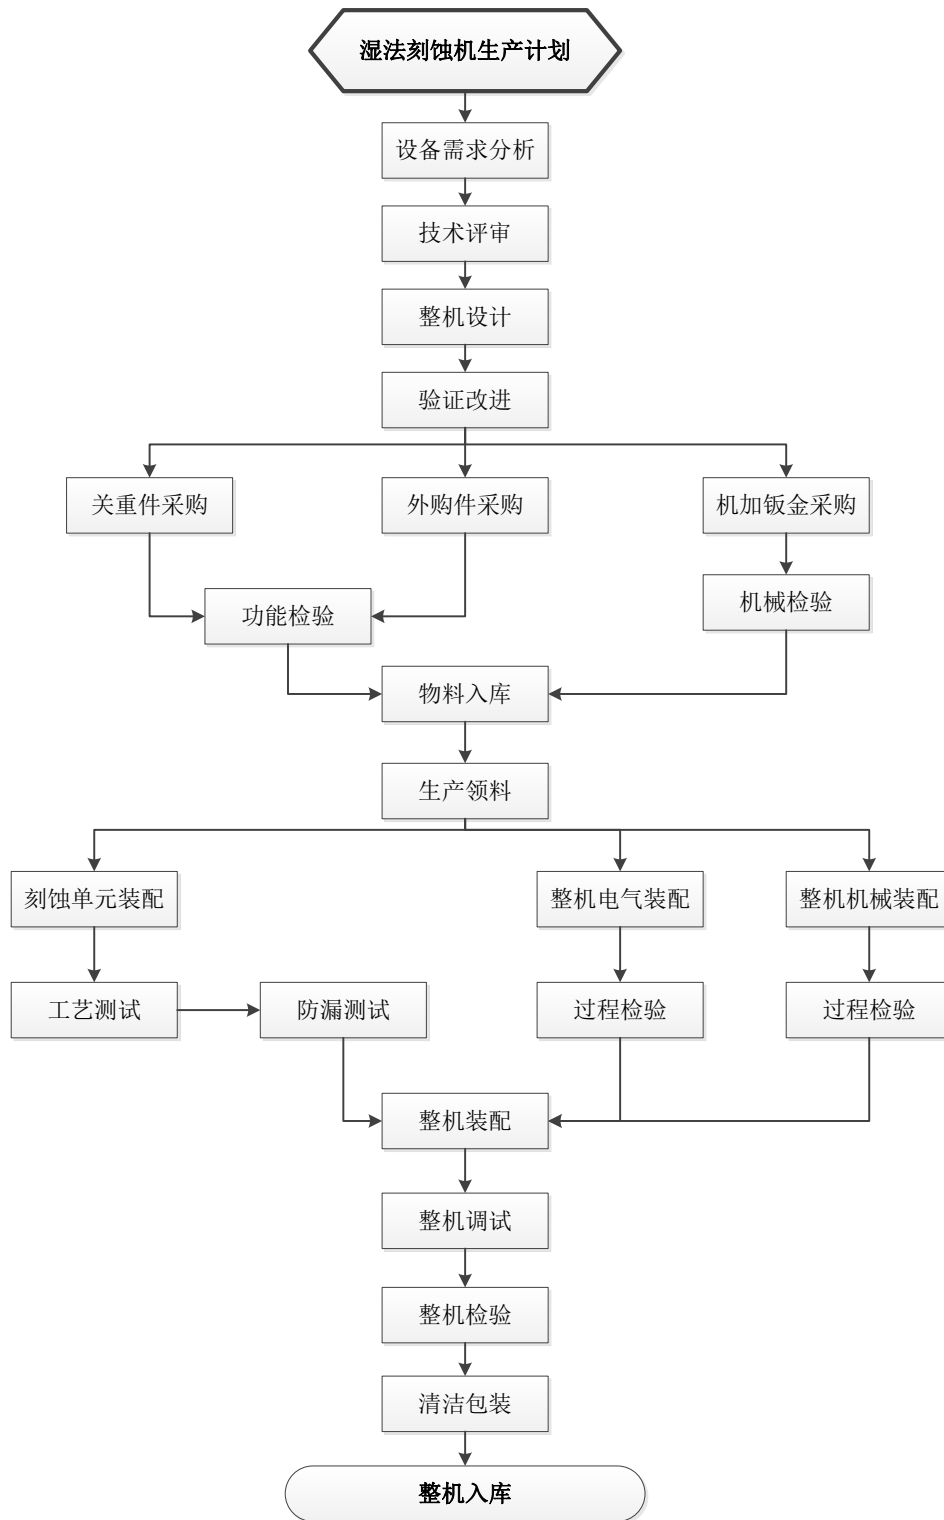 湿法刻蚀机生产计划
设备需求分析
技术评审
整机设计
验证改进
关重件采购
外购件采购
机加钣金采购
功能检验
机械检验
物料入库
生产领料
刻蚀单元装配
整机电气装配
整机机械装配
工艺测试
防漏测试
过程检验
过程检验
整机装配
整机调试
整机检验
清洁包装
整机入库